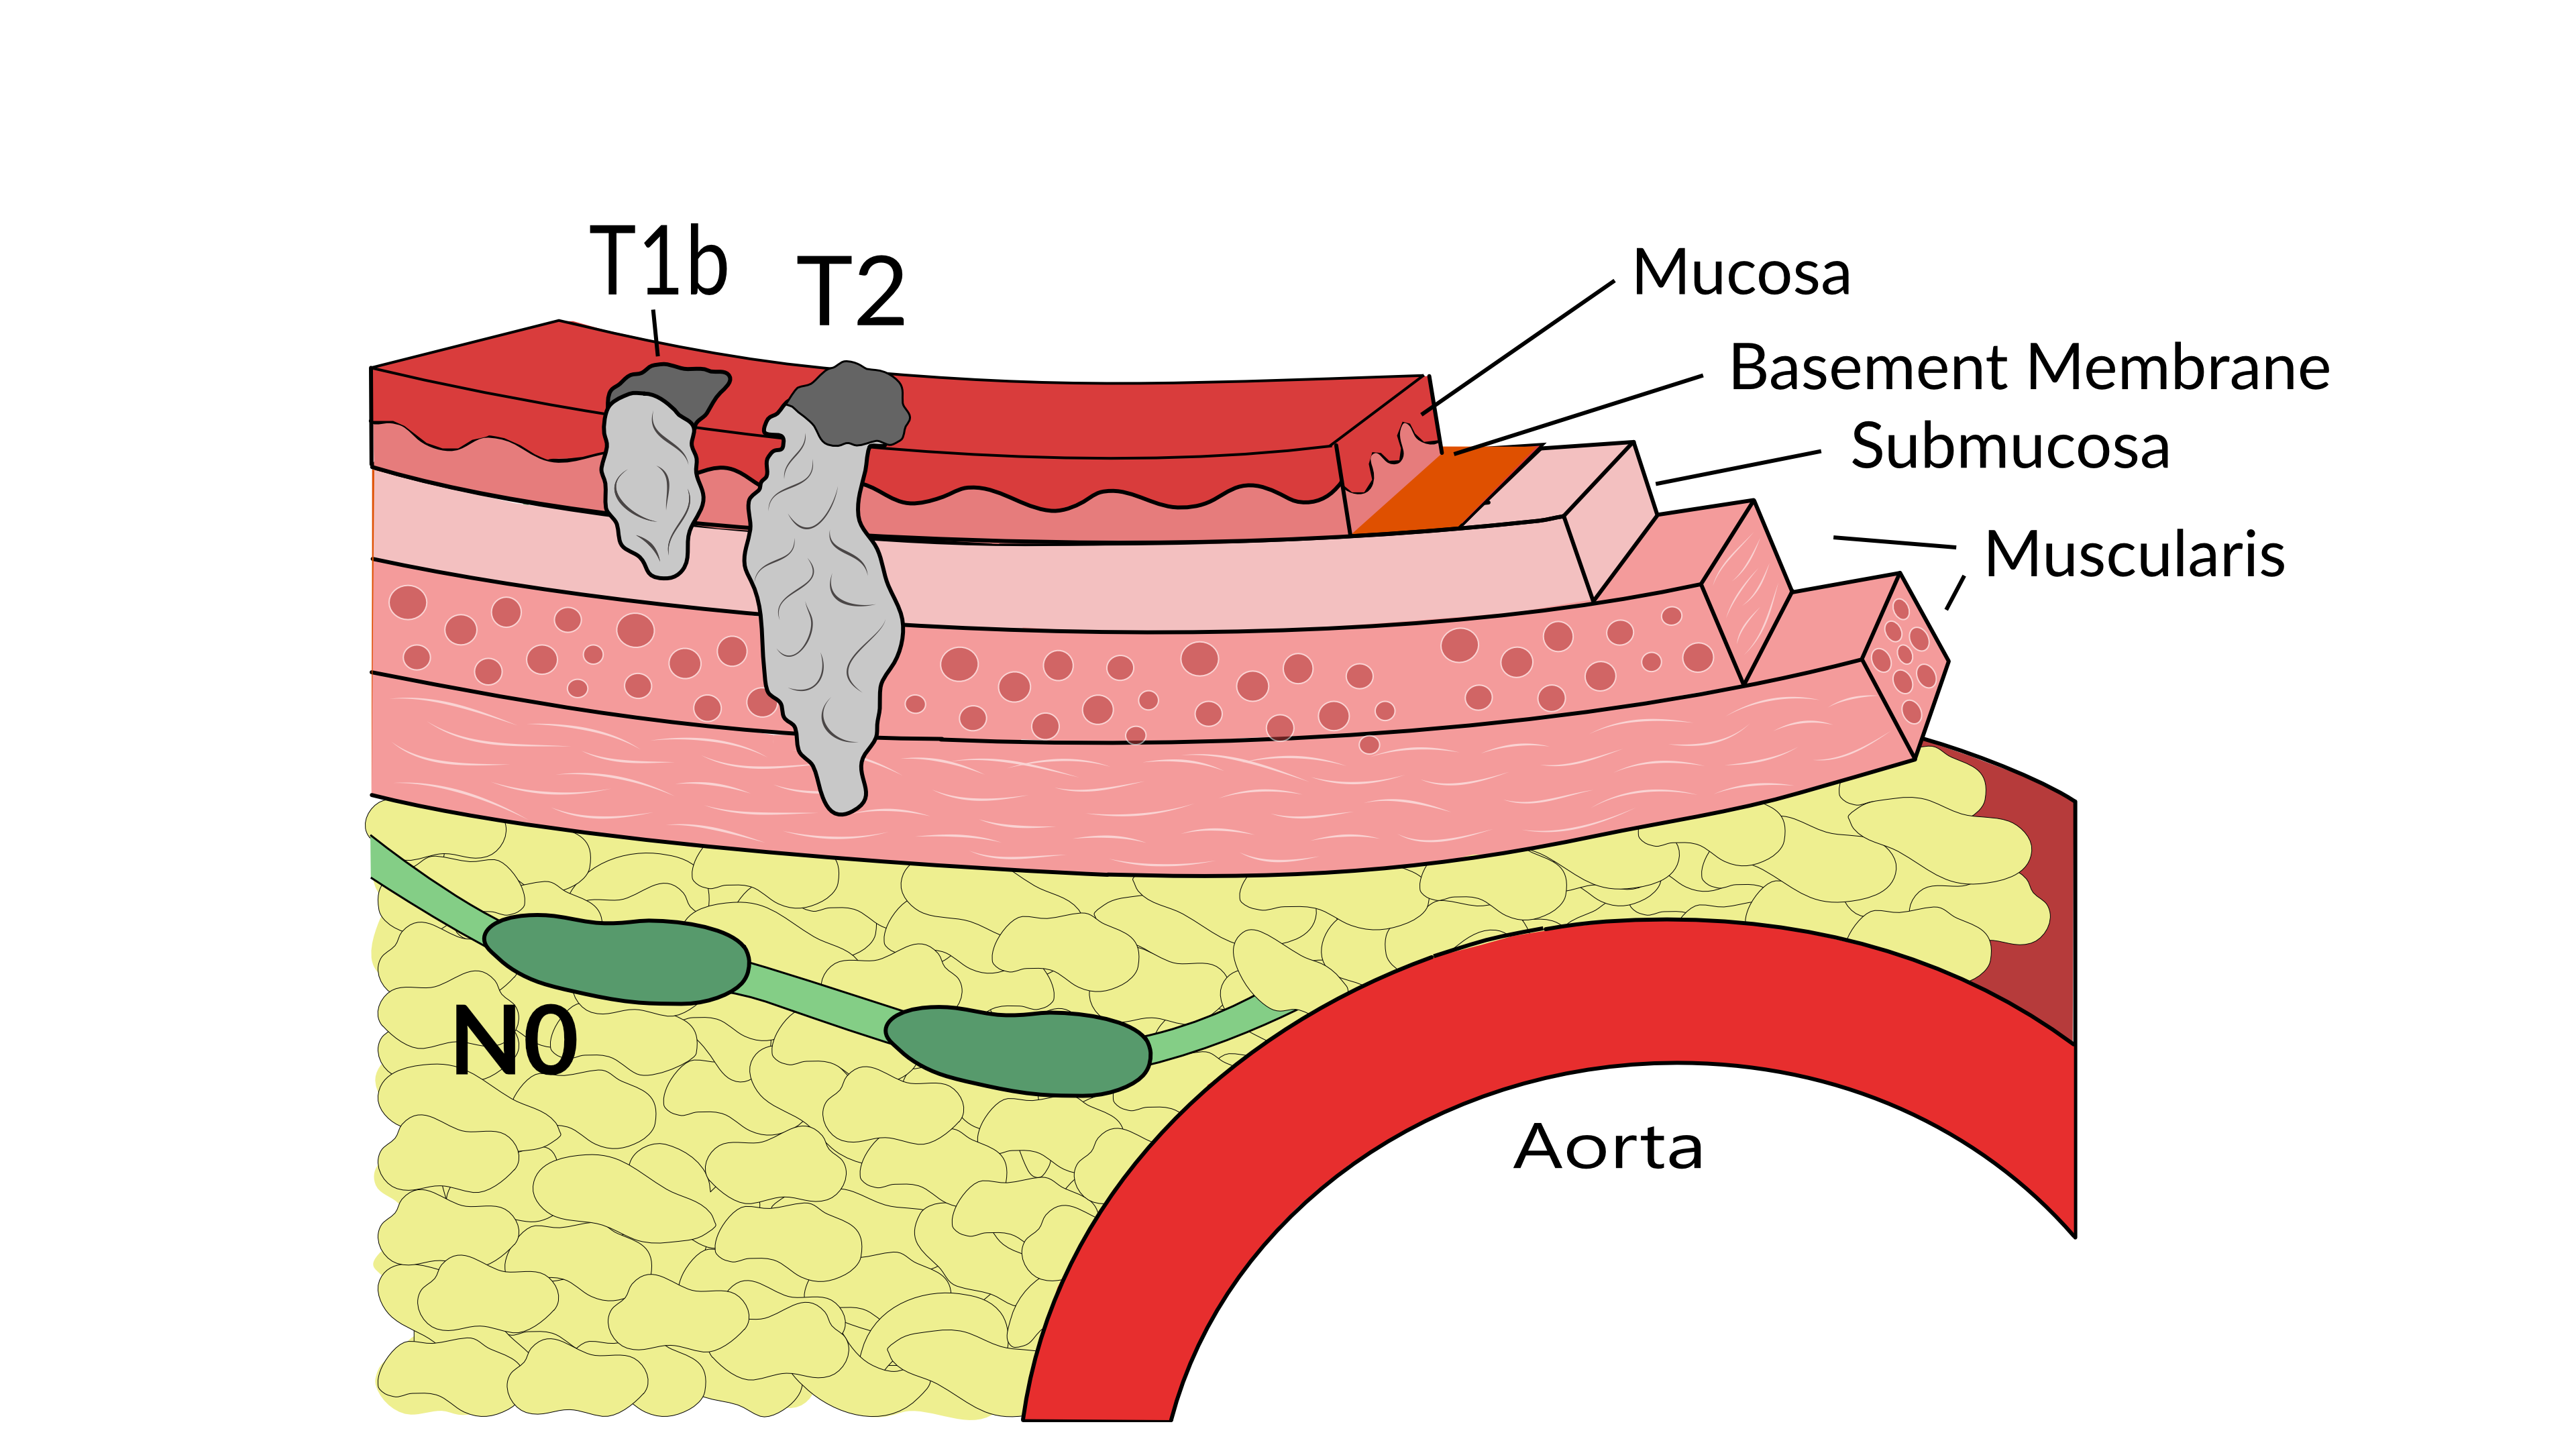 T1b
T2
Mucosa
Basement Membrane
Submucosa
Muscularis
N0
Aorta